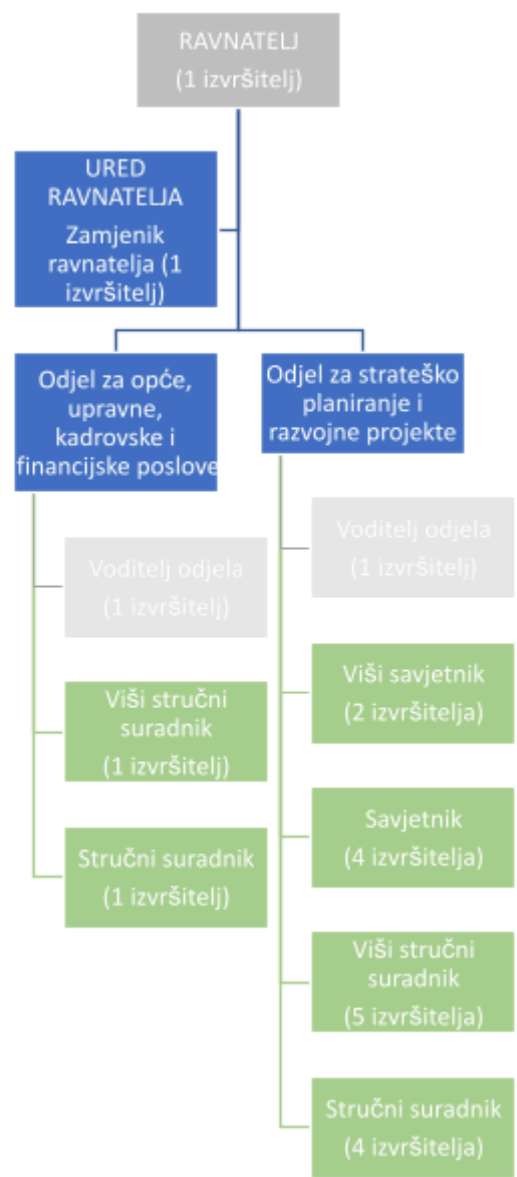 RAVNATELJ
(1 izvršitelj)
URED
RAVNATELJA
Zamjenik
ravnatelja (1
izvršitelj)
Odjel za opće,
upravne,
kadrovske i
financijske poslove
Voditelj odjela
(1 izvršitelj)
Viši stručni
suradnik
(1 izvršitelj)
Stručni suradnik
(1 izvršitelj)
Odjel za strateško
planiranje i
razvojne projekte
Voditelj odjela
(1 izvršitelj)
Viši savjetnik
(2 izvršitelja)
Savjetnik
(4 izvršitelja)
Viši stručni
suradnik
(5 izvršitelja)
Stručni suradnik
(4 izvršitelja)